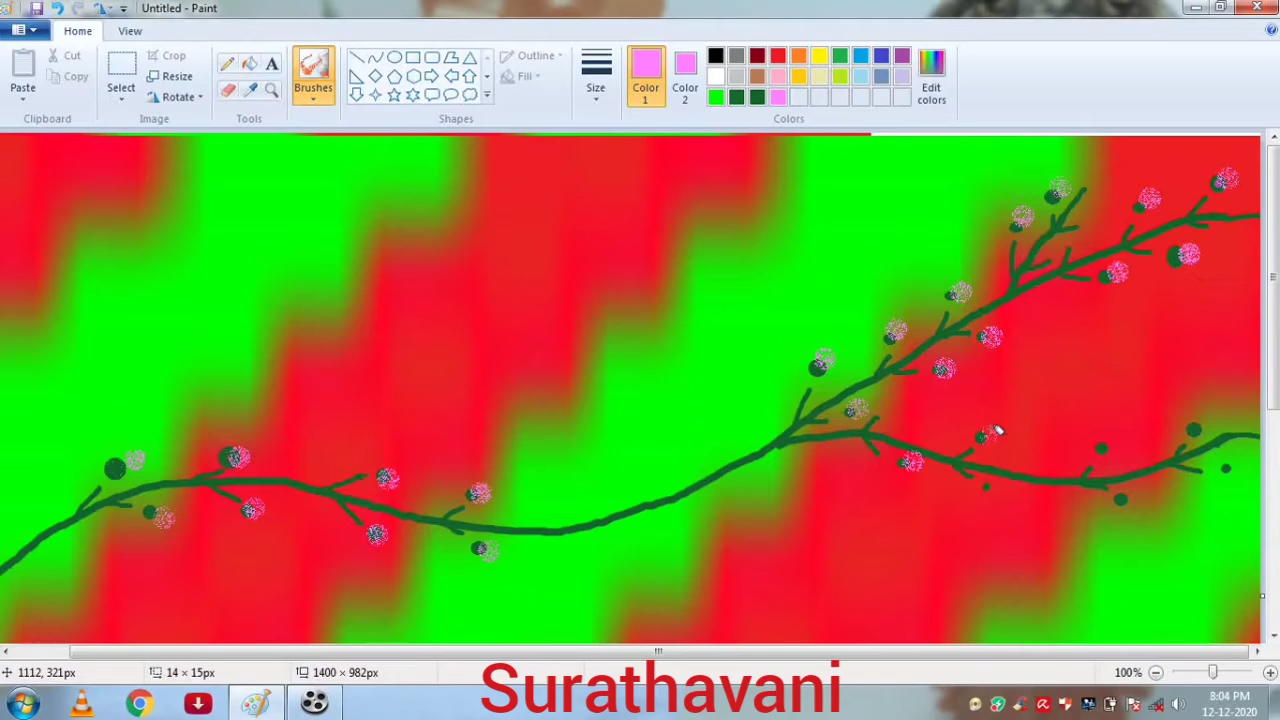 Untitled - Paint
Home
View
Paste
Cut
Copy
Clipboard
Select
Crop
Resize
Rotate
Image
A
Tools
Brushes
Shapes
Outline
Fill
Size
Color
1
Color
2
Edit
colors
Colors
1112, 321px
14 × 15px
1400 × 982px
100%
Surathavani
8:04 PM
12-12-2020